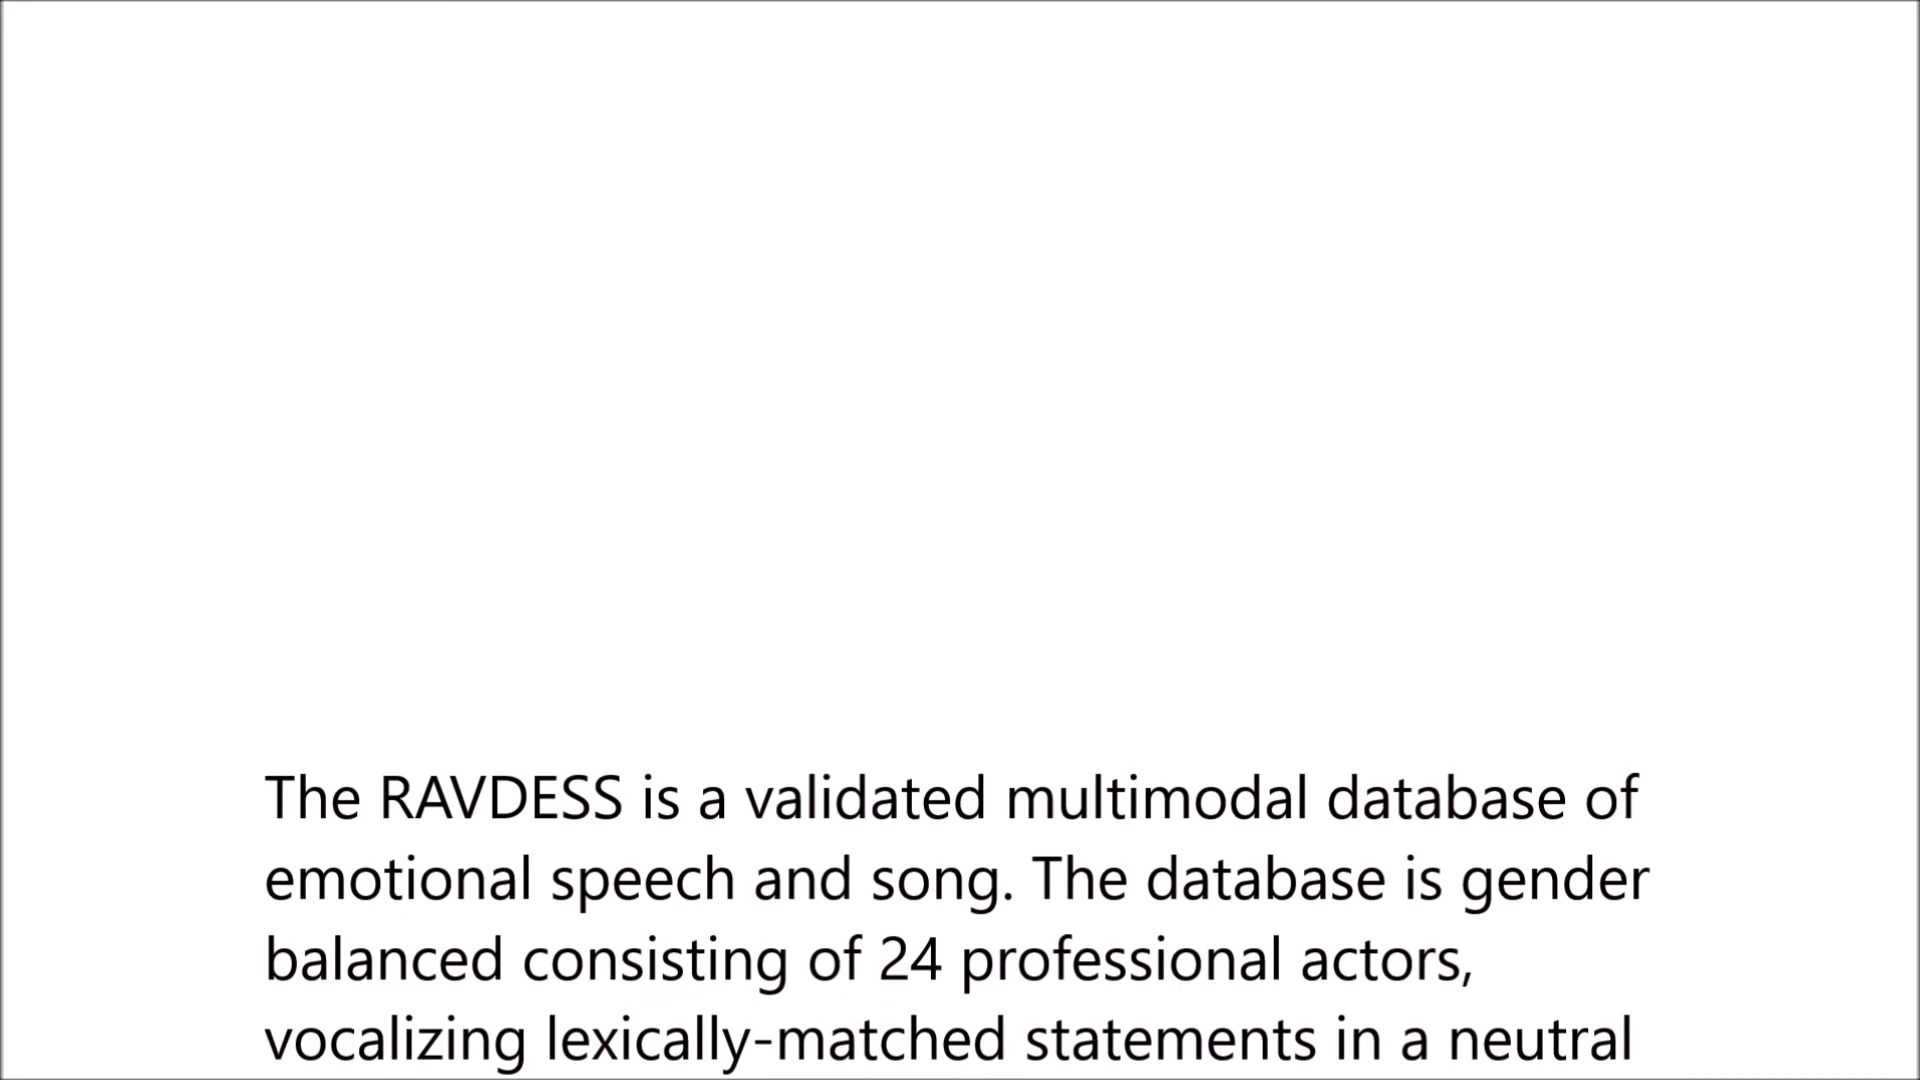 The RAVDESS is a validated multimodal database of
emotional speech and song. The database is gender
balanced consisting of 24 professional actors,
vocalizing lexically-matched statements in a neutral